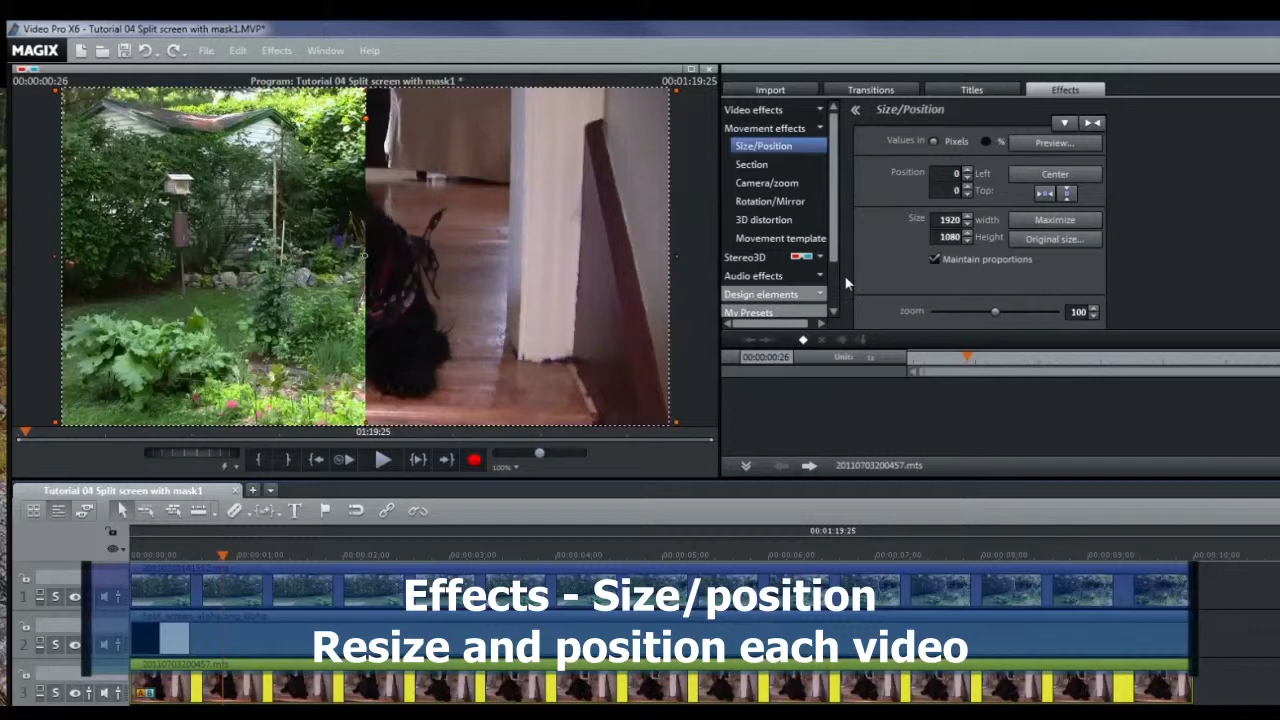 Video Pro X6 - Tutorial 04 Split screen with mask1.MVP*
MAGIX File Edit Effects Window Help
00:00:00:26 Program: Tutorial 04 Split screen with mask1 * 00:01:19:25
Import Transitions Titles Effects
Video effects
Movement effects
Size/Position
Section
Camera/zoom
Rotation/Mirror
3D distortion
Movement template
Stereo3D
Audio effects
Design elements
My Presets
Size/Position
Values in Pixels % Preview...
Position 0 Left Center
0 Top:
Size 1920 width Maximize
1080 Height Original size...
Maintain proportions
zoom 100
00:00:00:26 Unit: 1s
01:19:25
100%
20110703200457.mts
Tutorial 04 Split screen with mask1
00:01:19:25
00:00:00:00 00:00:01:00 00:00:02:00 00:00:03:00 00:00:04:00 00:00:05:00 00:00:06:00 00:00:07:00 00:00:08:00 00:00:09:00 00:00:10:00
1 S
Effects - Size/position
2 S
Resize and position each video
20110703200457.mts
3 S A B